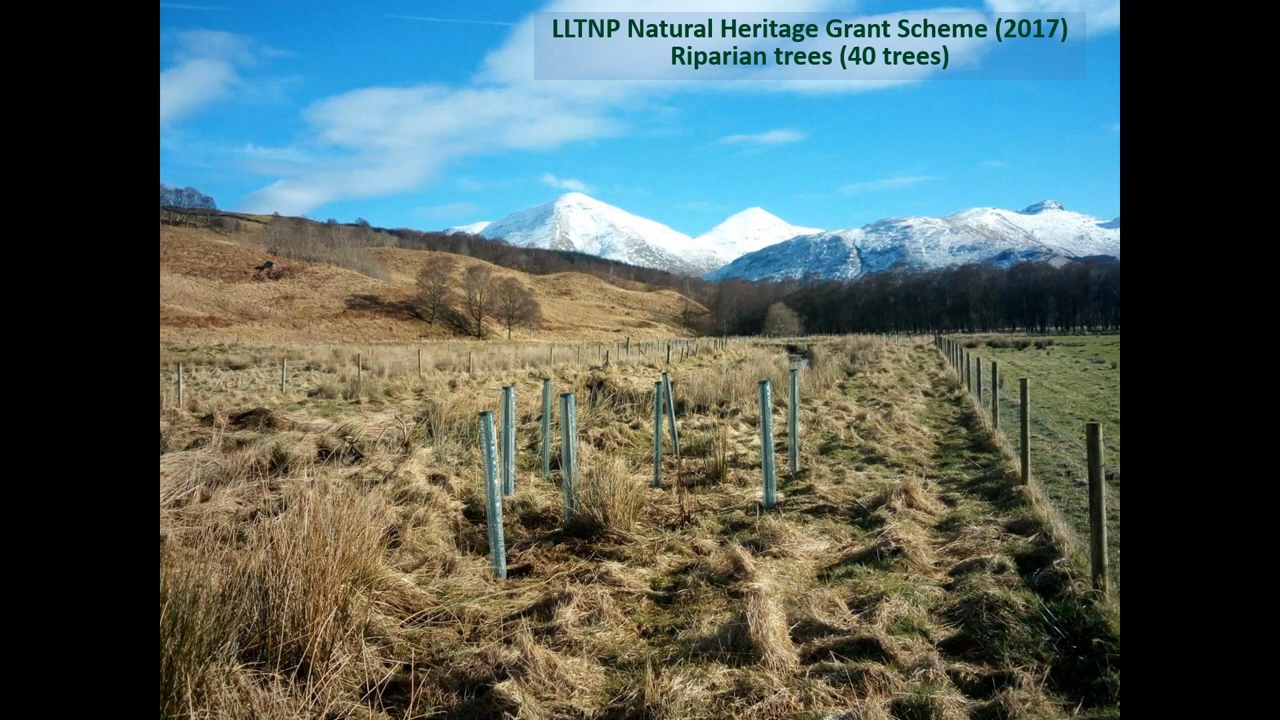 LLTNP Natural Heritage Grant Scheme (2017)
Riparian trees (40 trees)